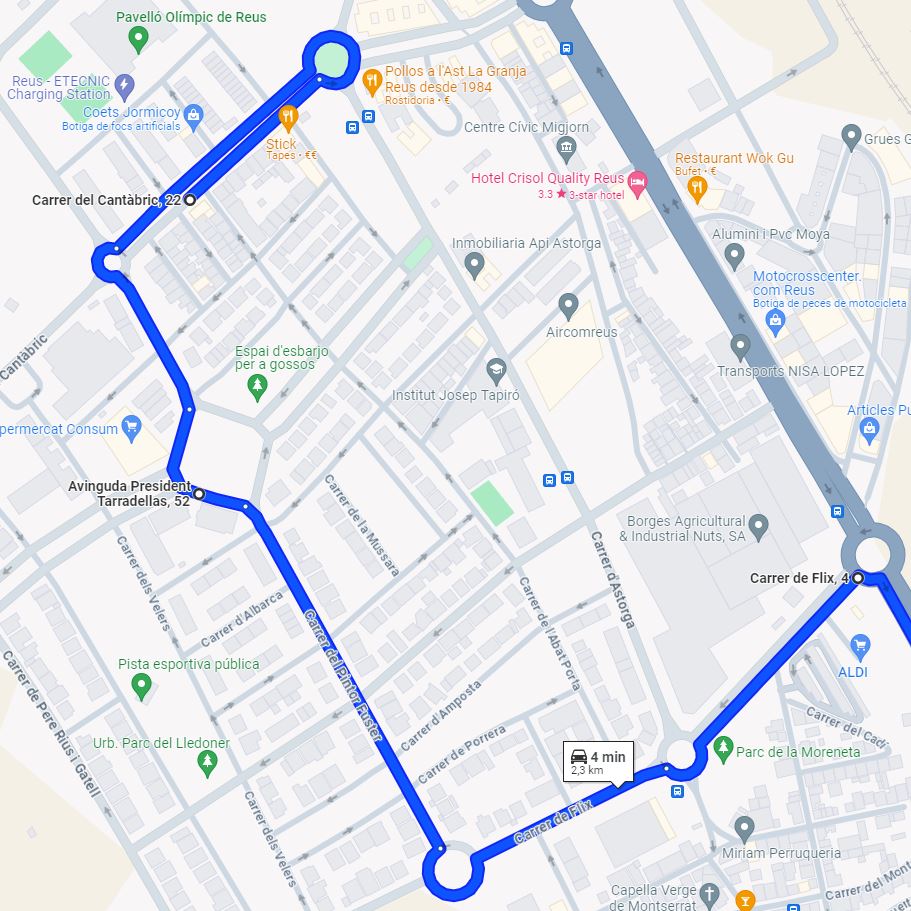 Pavelló Olímpic de Reus
Reus - ETECNIC
Charging Station
Coets Jormicoy
Botiga de focs artificials
Pollos a l'Ast La Granja
Reus desde 1984
Rostidoria • €
Stick
Tapes • €€
Centre Cívic Migjorn
Hotel Crisol Quality Reus
3.3 ★ 3-star hotel
Restaurant Wok Gu
Bufet • €
Grues G
Carrer del Cantàbric, 22
Inmobiliaria Api Astorga
Alumini i Pvc Moya
Motocrosscenter.
com Reus
Botiga de peces de motocicleta
Aircomreus
Cantàbric
Espai d'esbarjo
per a gossos
Institut Josep Tapiró
Transports NISA LOPEZ
Articles Pu
permercat Consum
Avinguda President
Tarradellas, 52
Carrer de la Mussara
Borges Agricultural
& Industrial Nuts, SA
Carrer d'Astorga
Carrer de Flix, 4
Carrer dels Velers
Carrer d'Albarca
Carrer de l'Abat Porta
Carrer del Pintor Fuster
Pista esportiva pública
ALDI
Carrer de Pere Rius i Gatell
Carrer d'Amposta
Carrer del Cadí
Urb. Parc del Lledoner
Carrer de Porrera
4 min
2,3 km
Parc de la Moreneta
Carrer dels Velers
Carrer de Flix
Miriam Perruqueria
Capella Verge
de Montserrat
Carrer del Mont